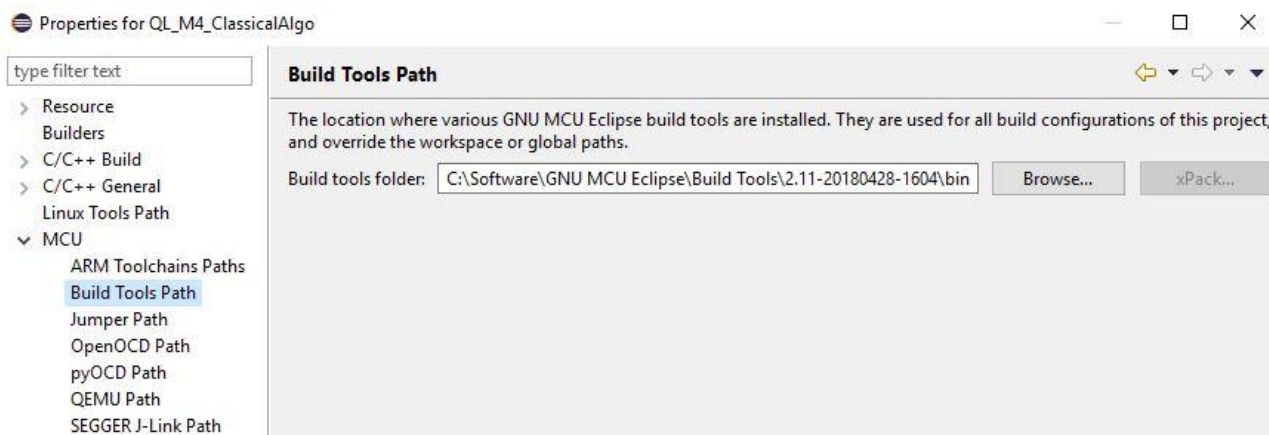 Properties for QL_M4_ClassicalAlgo
type filter text
Resource
Builders
C/C++ Build
C/C++ General
Linux Tools Path
MCU
ARM Toolchains Paths
Build Tools Path
Jumper Path
OpenOCD Path
pyOCD Path
QEMU Path
SEGGER J-Link Path
Build Tools Path
The location where various GNU MCU Eclipse build tools are installed. They are used for all build configurations of this project,
and override the workspace or global paths.
Build tools folder: C:\Software\GNU MCU Eclipse\Build Tools\2.11-20180428-1604\bin Browse... xPack...